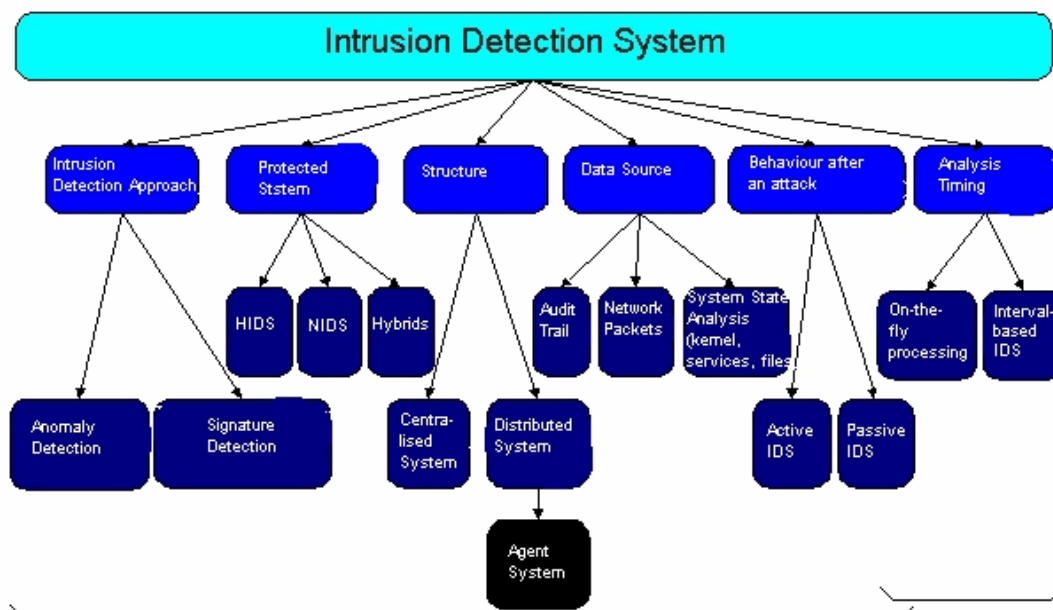 Intrusion Detection System
Intrusion
Detection Approach
Protected
Ststem
Structure
Data Source
Behaviour after
an attack
Analysis
Timing
HIDS
NIDS
Hybrids
Audit
Trail
Network
Packets
System State
Analysis
(kernel,
services, files
On-the-
fly
processing
Interval-
based
IDS
Anomaly
Detection
Signature
Detection
Centra-
lised
System
Distributed
System
Active
IDS
Passive
IDS
Agent
System